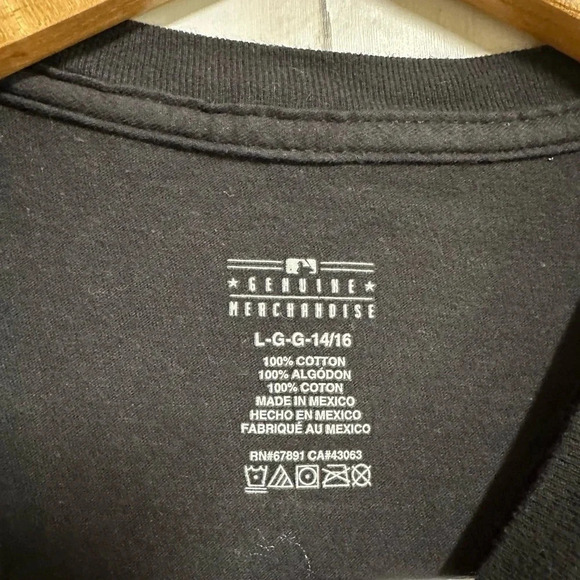 GENUINE
MERCHANDISE
L-G-G-14/16
100% COTTON
100% ALGÓDON
100% COTON
MADE IN MEXICO
HECHO EN MEXICO
FABRIQUÉ AU MEXICO
RN#67891 CA#43063